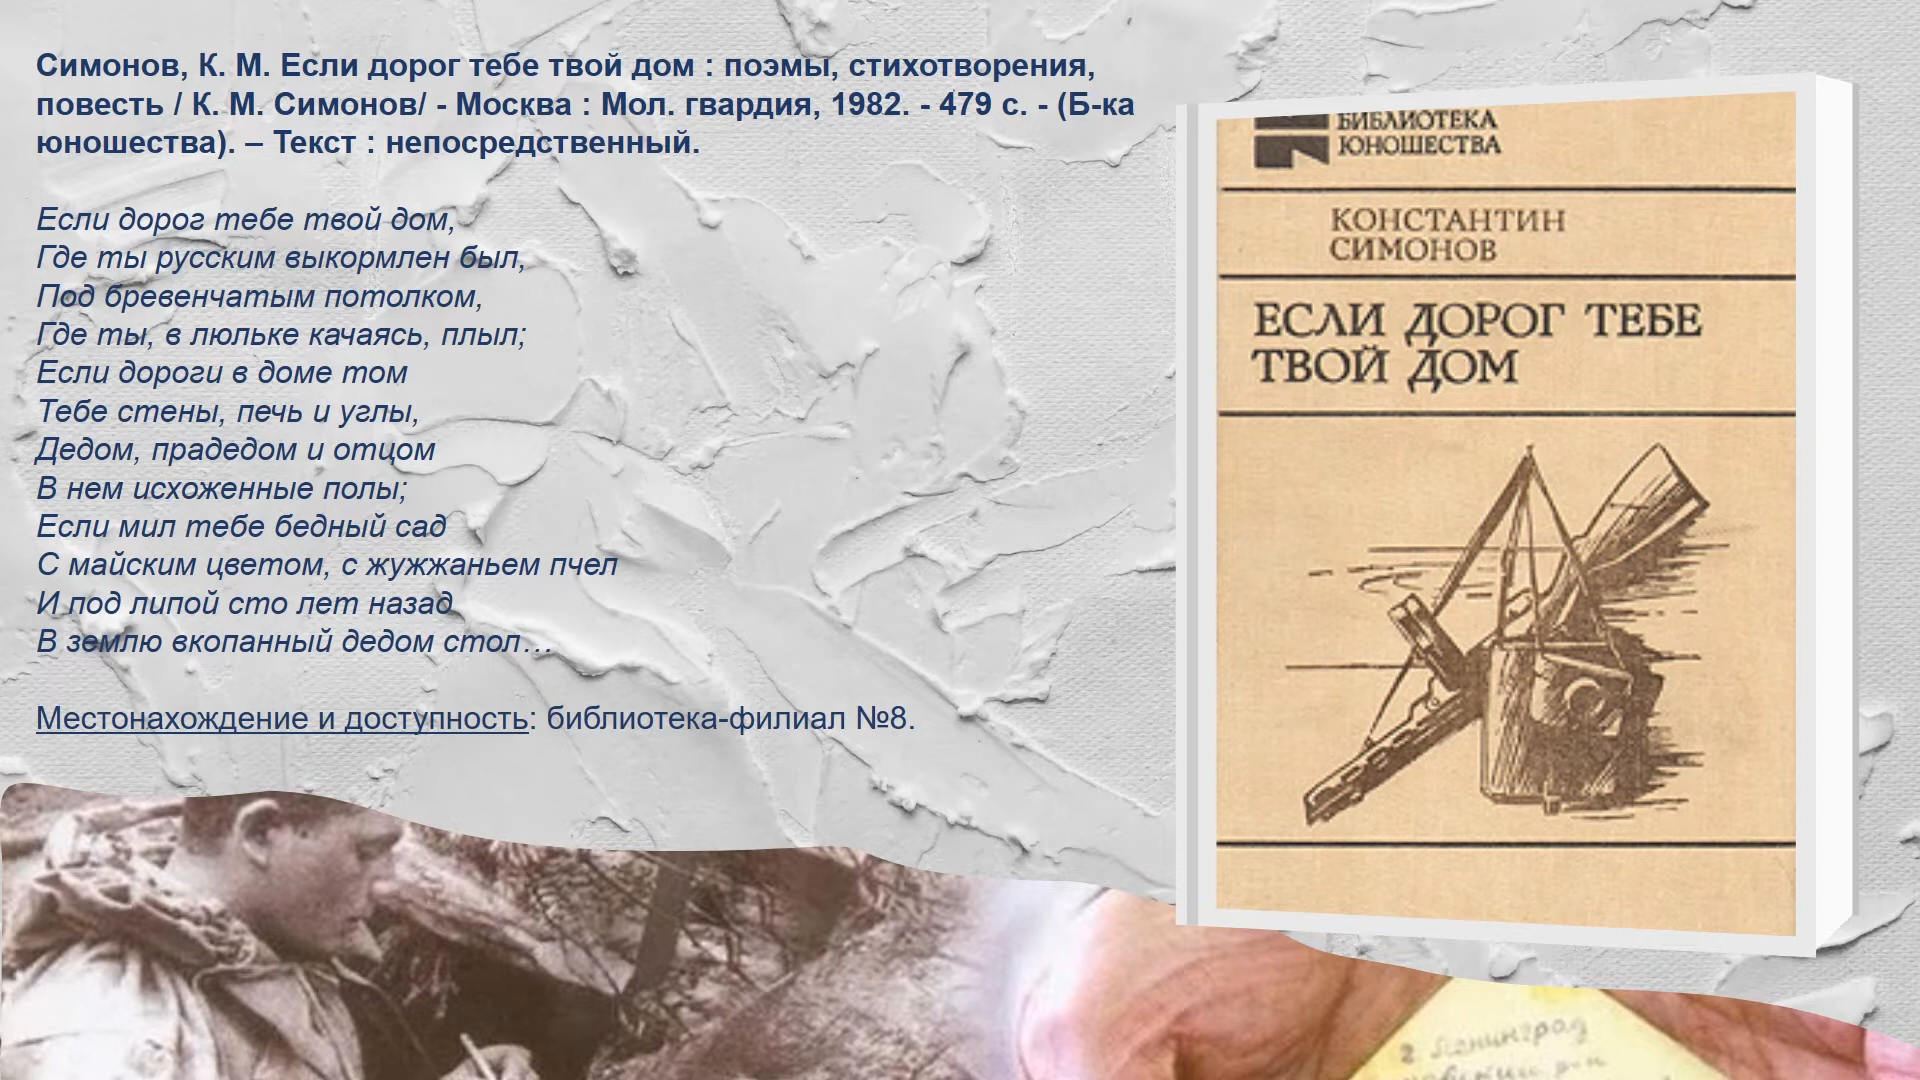 Симонов, К. М. Если дорог тебе твой дом : поэмы, стихотворения,
повесть / К. М. Симонов/ - Москва : Мол. гвардия, 1982. - 479 с. - (Б-ка
юношества). – Текст : непосредственный.
Если дорог тебе твой дом,
Где ты русским выкормлен был,
Под бревенчатым потолком,
Где ты, в люльке качаясь, плыл;
Если дороги в доме том
Тебе стены, печь и углы,
Дедом, прадедом и отцом
В нем исхоженные полы;
Если мил тебе бедный сад
С майским цветом, с жужжаньем пчел
И под липой сто лет назад
В землю вкопанный дедом стол…
Местонахождение и доступность: библиотека-филиал №8.
БИБЛИОТЕКА
ЮНОШЕСТВА
КОНСТАНТИН
СИМОНОВ
ЕСЛИ ДОРОГ ТЕБЕ
ТВОЙ ДОМ
г Ленинград